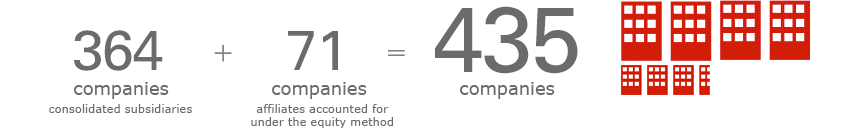 364 + 71 = 435
companies companies companies
consolidated subsidiaries affiliates accounted for
under the equity method